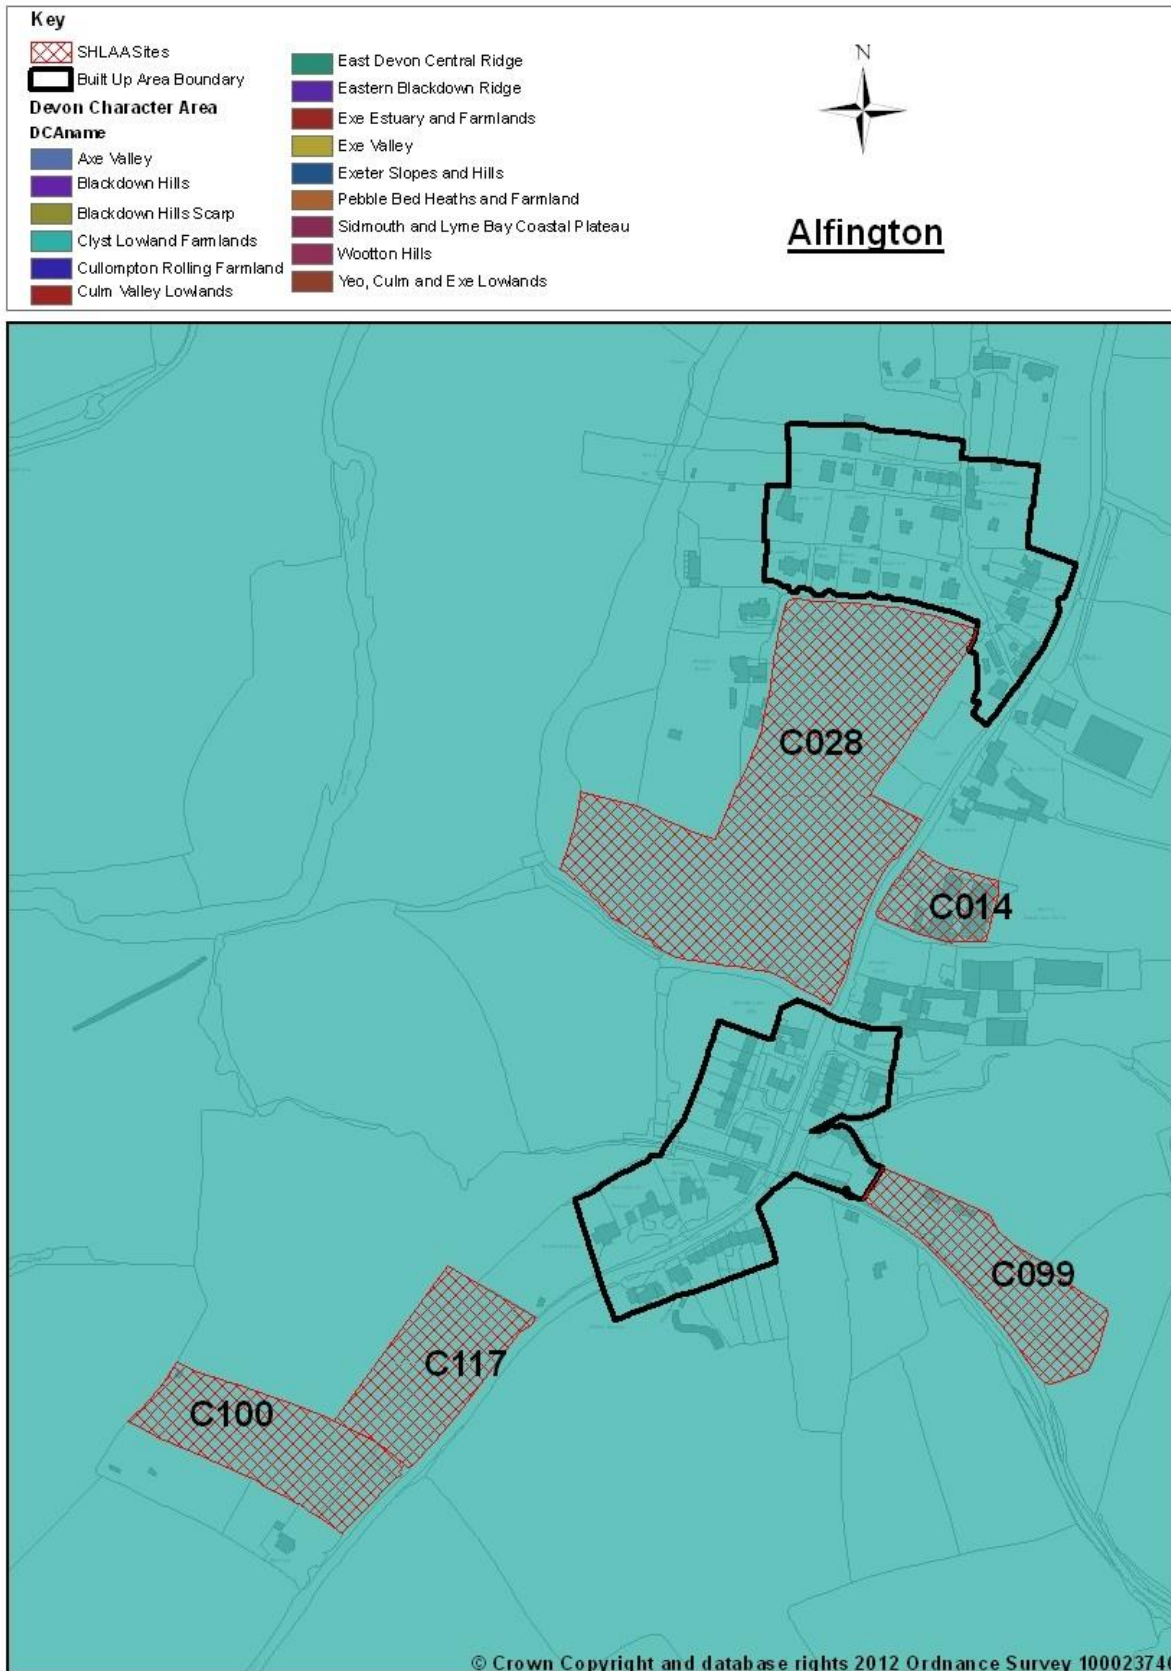 Key
SHLAASites
Built Up Area Boundary
Devon Character Area
DCAname
Axe Valley
Blackdown Hills
Blackdown Hills Scarp
Clyst Lowland Farmlands
Cullompton Rolling Farmland
Culm Valley Lowlands
East Devon Central Ridge
Eastern Blackdown Ridge
Exe Estuary and Farmlands
Exe Valley
Exeter Slopes and Hills
Pebble Bed Heaths and Farmland
Sidmouth and Lyme Bay Coastal Plateau
Wootton Hills
Yeo, Culm and Exe Lowlands
N
Alfington
C028
C014
C099
C117
C100
© Crown Copyright and database rights 2012 Ordnance Survey 100023746